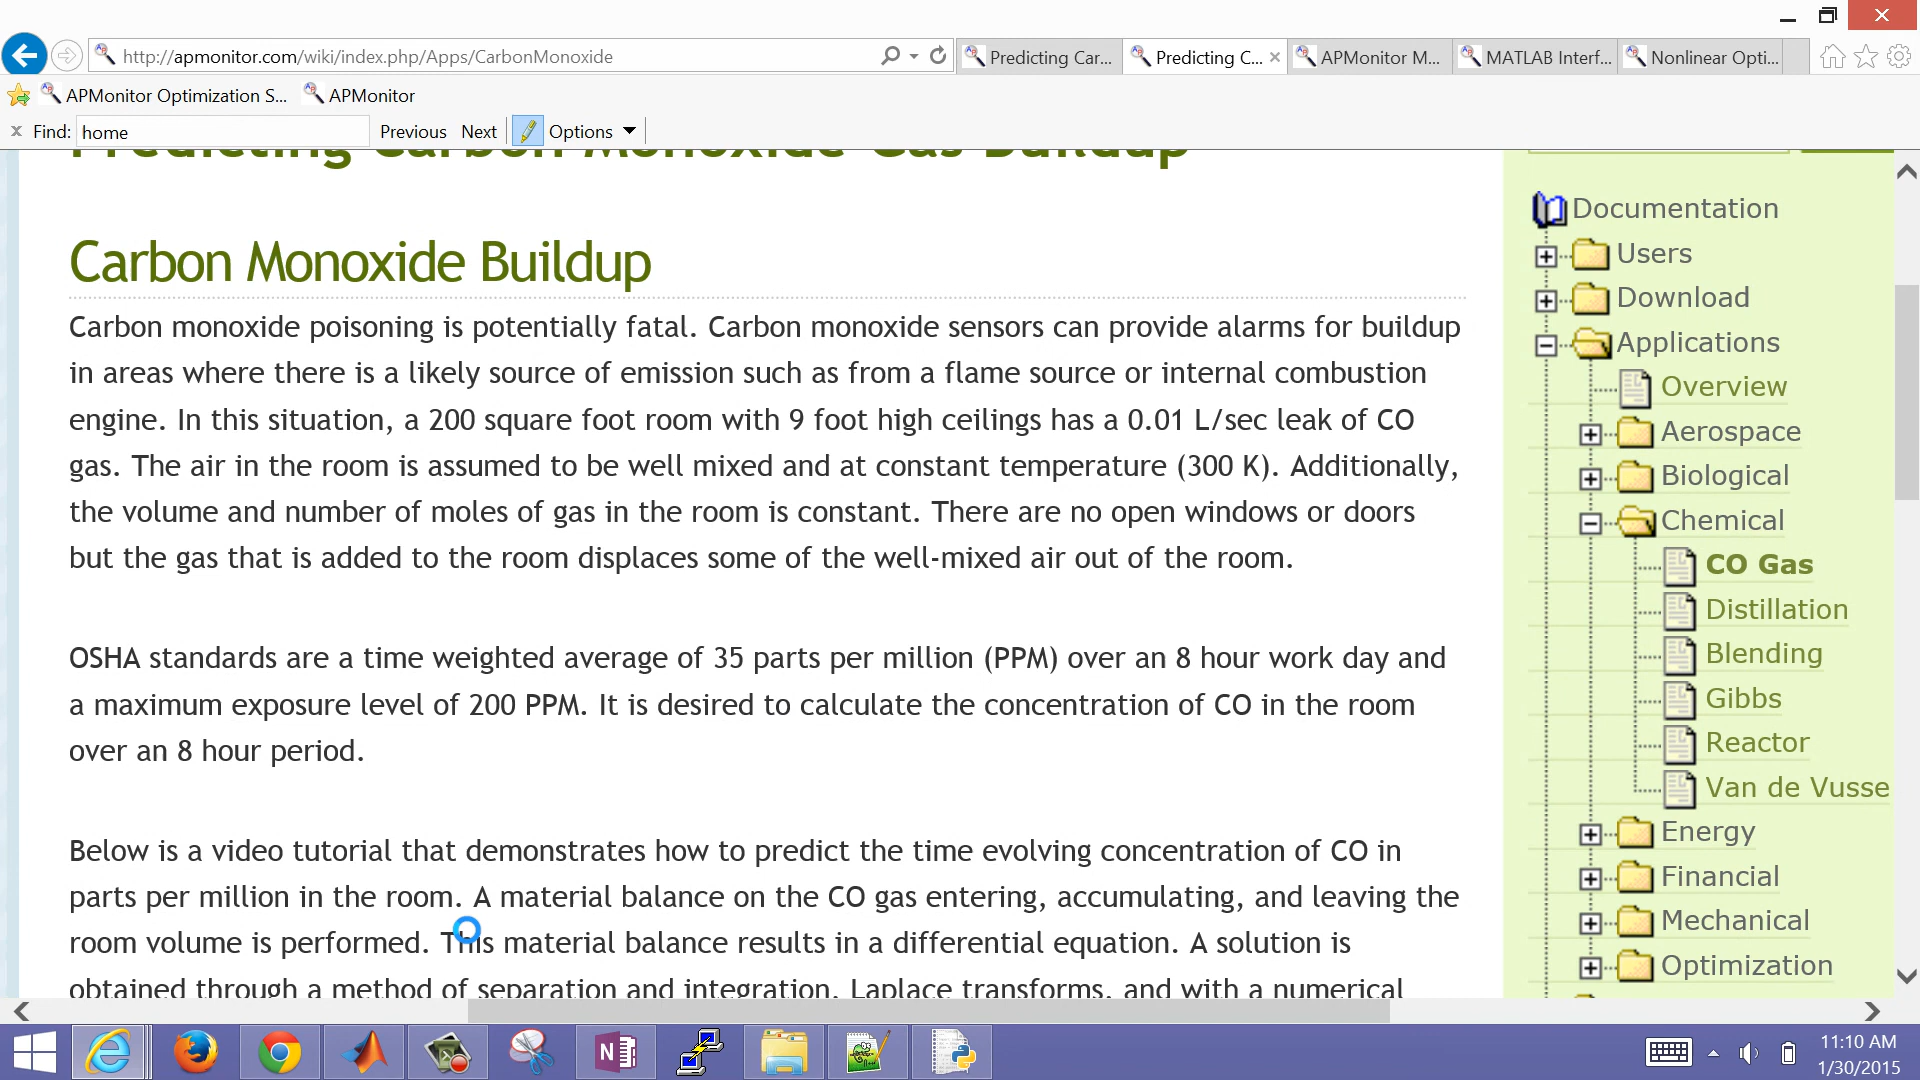 http://apmonitor.com/wiki/index.php/Apps/CarbonMonoxide
Predicting Car...
Predicting C...
APMonitor M...
MATLAB Interf...
Nonlinear Opti...
APMonitor Optimization S...
APMonitor
x Find: home Previous Next Options
Predicting Carbon Monoxide Gas Buildup
Carbon Monoxide Buildup
Carbon monoxide poisoning is potentially fatal. Carbon monoxide sensors can provide alarms for buildup
in areas where there is a likely source of emission such as from a flame source or internal combustion
engine. In this situation, a 200 square foot room with 9 foot high ceilings has a 0.01 L/sec leak of CO
gas. The air in the room is assumed to be well mixed and at constant temperature (300 K). Additionally,
the volume and number of moles of gas in the room is constant. There are no open windows or doors
but the gas that is added to the room displaces some of the well-mixed air out of the room.
OSHA standards are a time weighted average of 35 parts per million (PPM) over an 8 hour work day and
a maximum exposure level of 200 PPM. It is desired to calculate the concentration of CO in the room
over an 8 hour period.
Below is a video tutorial that demonstrates how to predict the time evolving concentration of CO in
parts per million in the room. A material balance on the CO gas entering, accumulating, and leaving the
room volume is performed. This material balance results in a differential equation. A solution is
obtained through a method of separation and integration, Laplace transforms, and with a numerical
Documentation
Users
Download
Applications
Overview
Aerospace
Biological
Chemical
CO Gas
Distillation
Blending
Gibbs
Reactor
Van de Vusse
Energy
Financial
Mechanical
Optimization
11:10 AM
1/30/2015